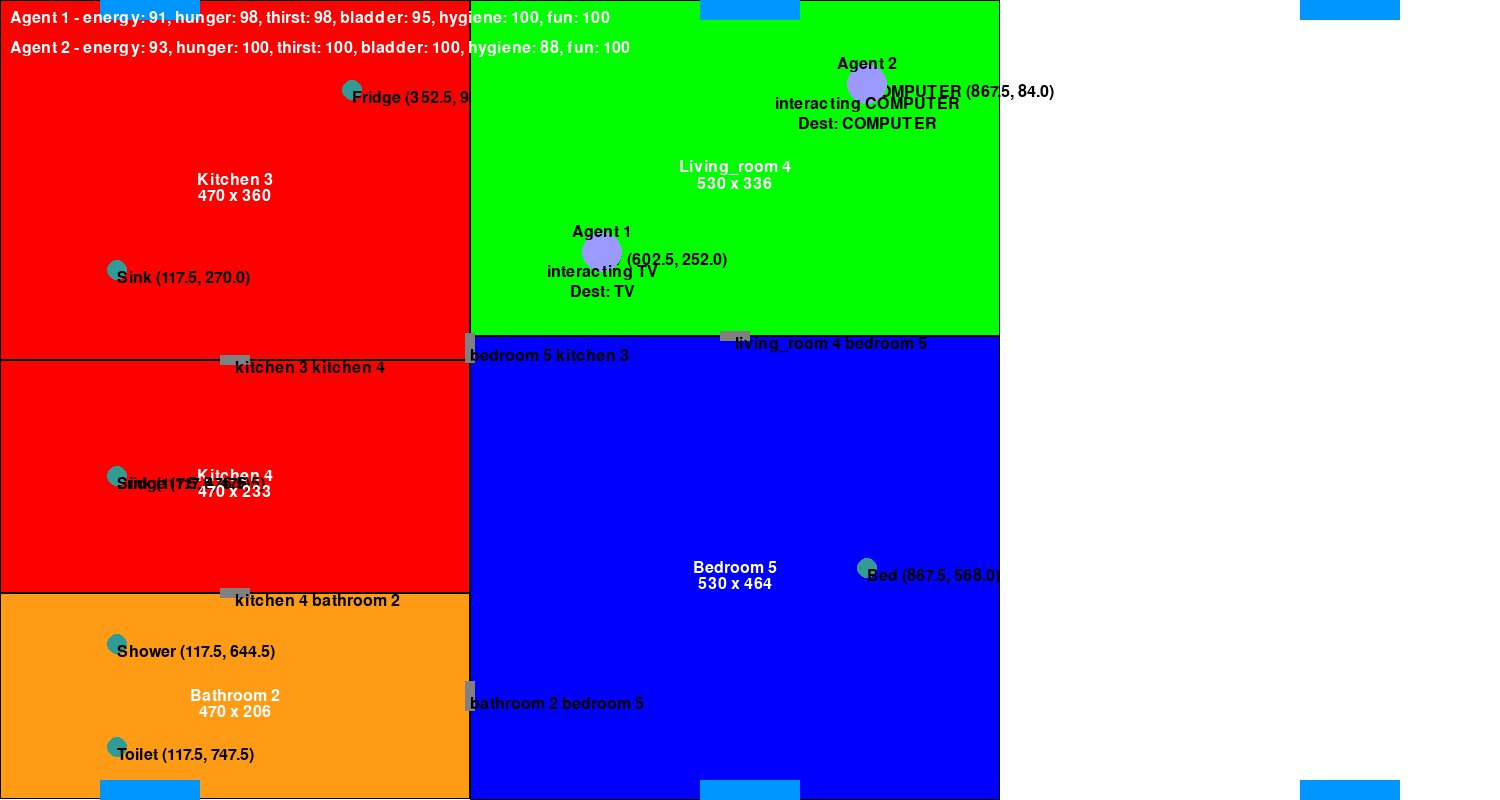 Agent 1 - energy: 91, hunger: 98, thirst: 98, bladder: 95, hygiene: 100, fun: 100
Agent 2 - energy: 93, hunger: 100, thirst: 100, bladder: 100, hygiene: 88, fun: 100
Agent 2
Fridge (352.5, 9
OMPUTER (867.5, 84.0)
interacting COMPUTER
Dest: COMPUTER
Living_room 4
530 x 336
Kitchen 3
470 x 360
Agent 1
(602.5, 252.0)
interacting TV
Dest: TV
Sink (117.5, 270.0)
living_room 4 bedroom 5
bedroom 5 kitchen 3
kitchen 3 kitchen 4
Kitchen 4
470 x 233
Bedroom 5
530 x 464
Bed (867.5, 568.0)
kitchen 4 bathroom 2
Shower (117.5, 644.5)
Bathroom 2
470 x 206
bathroom 2 bedroom 5
Toilet (117.5, 747.5)